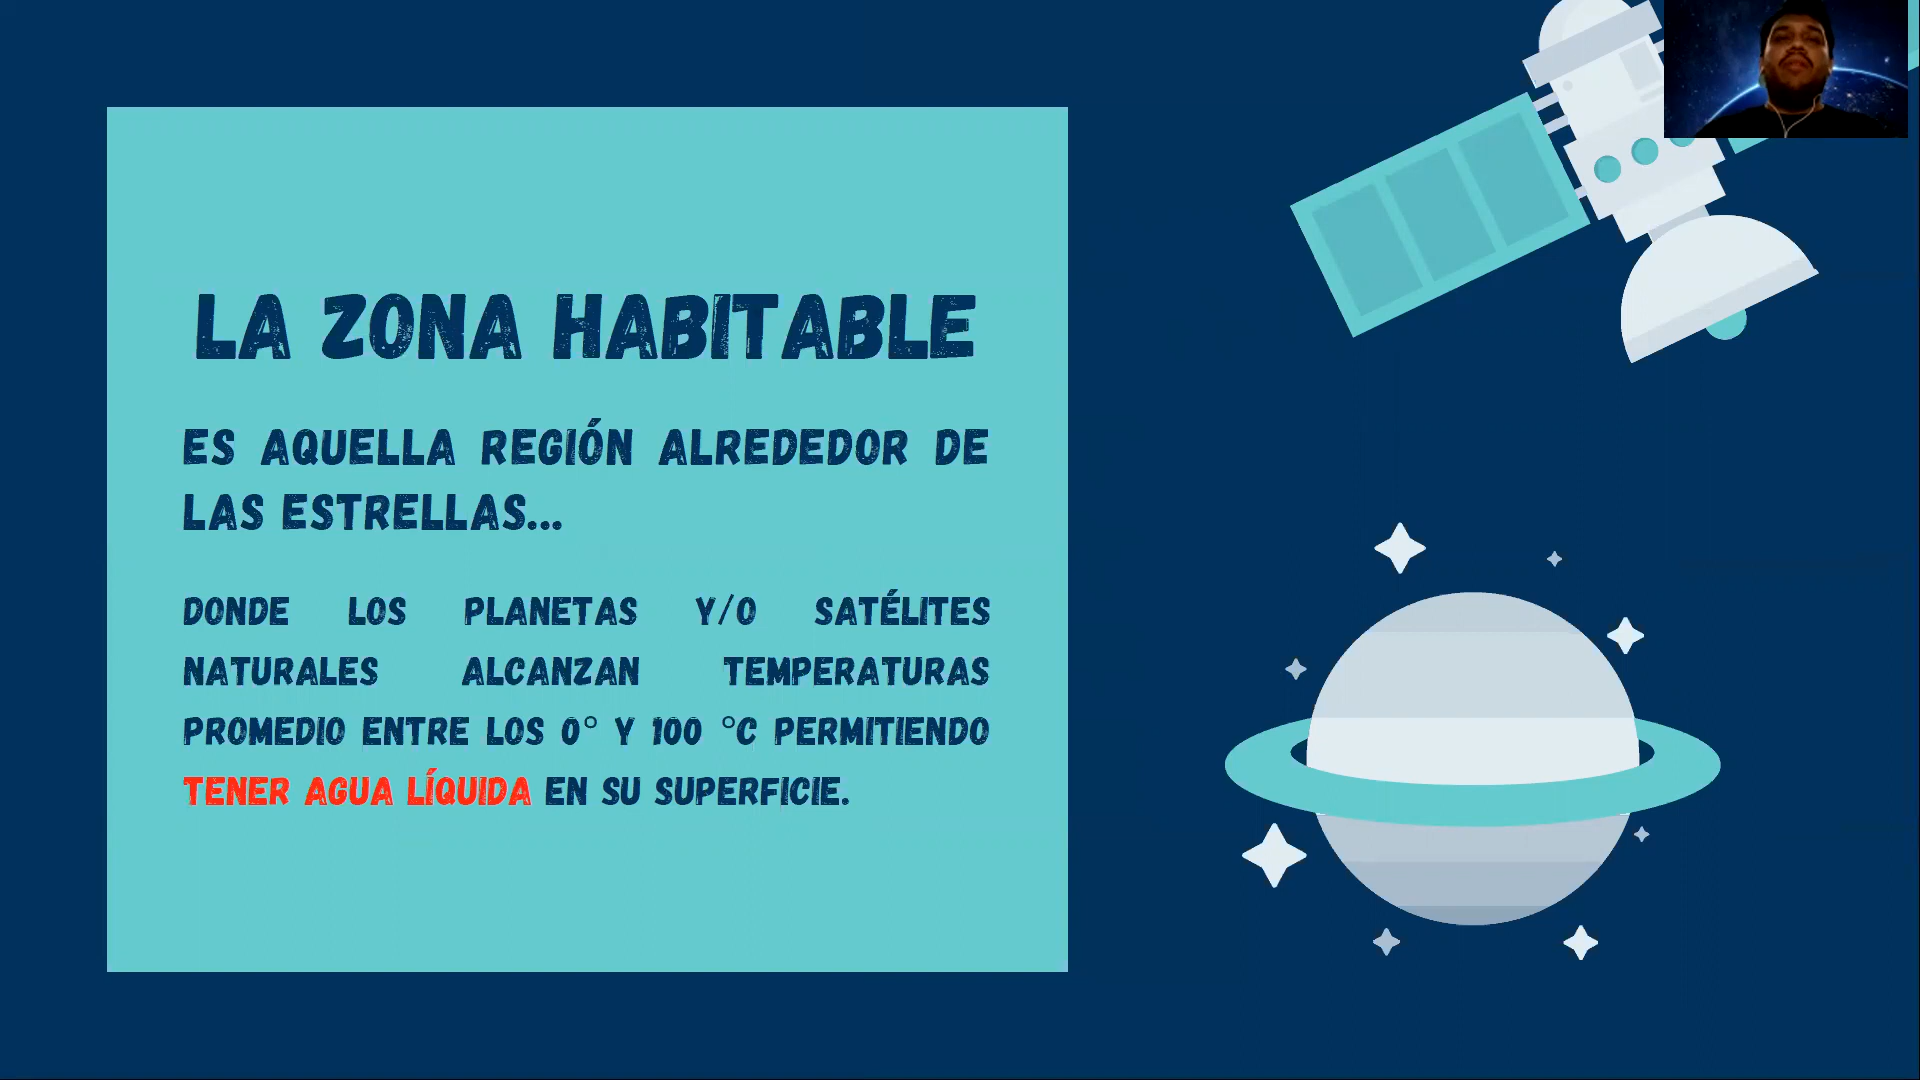 LA ZONA HABITABLE
ES AQUELLA REGIÓN ALREDEDOR DE
LAS ESTRELLAS...
DONDE LOS PLANETAS Y/O SATÉLITES
NATURALES ALCANZAN TEMPERATURAS
PROMEDIO ENTRE LOS 0° Y 100 °C PERMITIENDO
TENER AGUA LÍQUIDA EN SU SUPERFICIE.